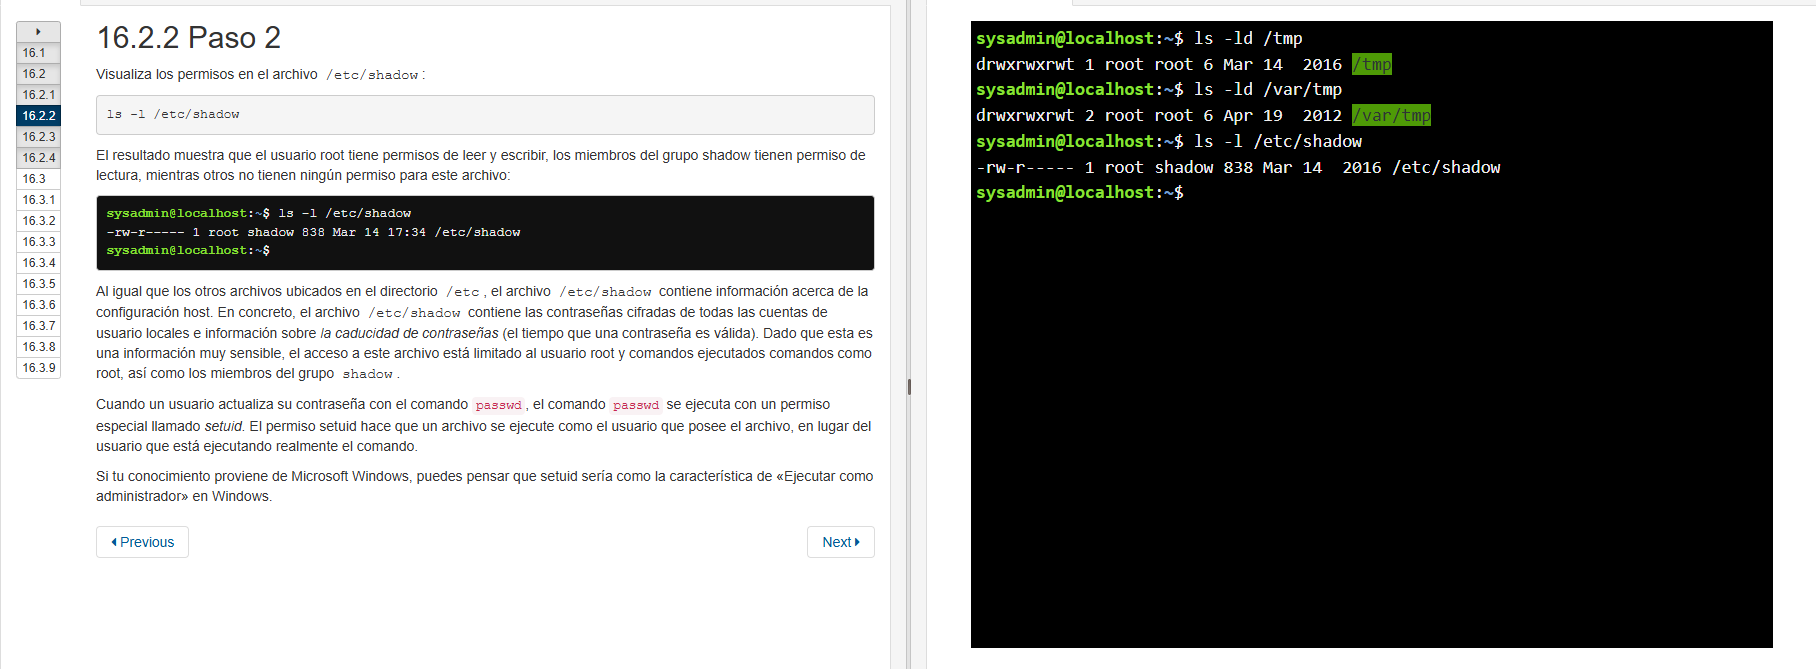 16.1
16.2
16.2.1
16.2.2
16.2.3
16.2.4
16.3
16.3.1
16.3.2
16.3.3
16.3.4
16.3.5
16.3.6
16.3.7
16.3.8
16.3.9
16.2.2 Paso 2
Visualiza los permisos en el archivo /etc/shadow:
ls -l /etc/shadow
El resultado muestra que el usuario root tiene permisos de leer y escribir, los miembros del grupo shadow tienen permiso de
lectura, mientras otros no tienen ningún permiso para este archivo:
sysadmin@localhost:~$ ls -l /etc/shadow
-rw-r----- 1 root shadow 838 Mar 14 17:34 /etc/shadow
sysadmin@localhost:~$
Al igual que los otros archivos ubicados en el directorio /etc, el archivo /etc/shadow contiene información acerca de la
configuración host. En concreto, el archivo /etc/shadow contiene las contraseñas cifradas de todas las cuentas de
usuario locales e información sobre la caducidad de contraseñas (el tiempo que una contraseña es válida). Dado que esta es
una información muy sensible, el acceso a este archivo está limitado al usuario root y comandos ejecutados comandos como
root, así como los miembros del grupo shadow.
Cuando un usuario actualiza su contraseña con el comando passwd, el comando passwd se ejecuta con un permiso
especial llamado setuid. El permiso setuid hace que un archivo se ejecute como el usuario que posee el archivo, en lugar del
usuario que está ejecutando realmente el comando.
Si tu conocimiento proviene de Microsoft Windows, puedes pensar que setuid sería como la característica de «Ejecutar como
administrador» en Windows.
Previous
Next
sysadmin@localhost:~$ ls -ld /tmp
drwxrwxrwt 1 root root 6 Mar 14  2016 /tmp
sysadmin@localhost:~$ ls -ld /var/tmp
drwxrwxrwt 2 root root 6 Apr 19  2012 /var/tmp
sysadmin@localhost:~$ ls -l /etc/shadow
-rw-r----- 1 root shadow 838 Mar 14  2016 /etc/shadow
sysadmin@localhost:~$